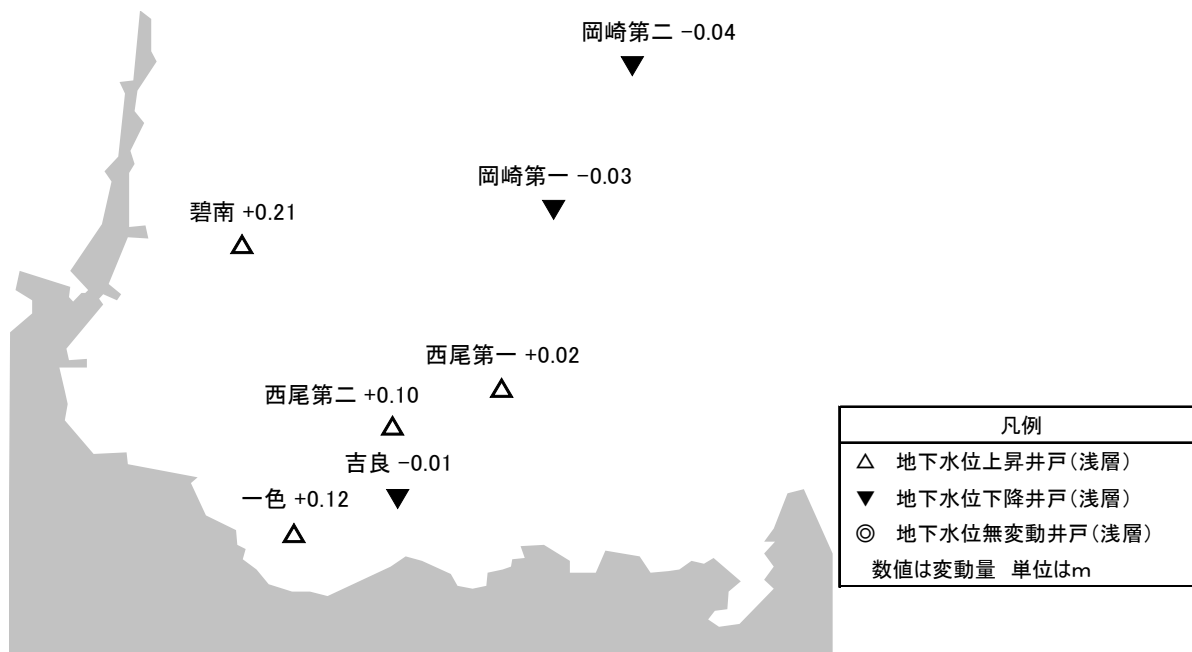 岡崎第二 −0.04
岡崎第一 −0.03
碧南 +0.21
西尾第一 +0.02
西尾第二 +0.10
吉良 −0.01
一色 +0.12
凡例
△ 地下水位上昇井戸(浅層)
▼ 地下水位下降井戸(浅層)
◎ 地下水位無変動井戸(浅層)
数値は変動量 単位はm